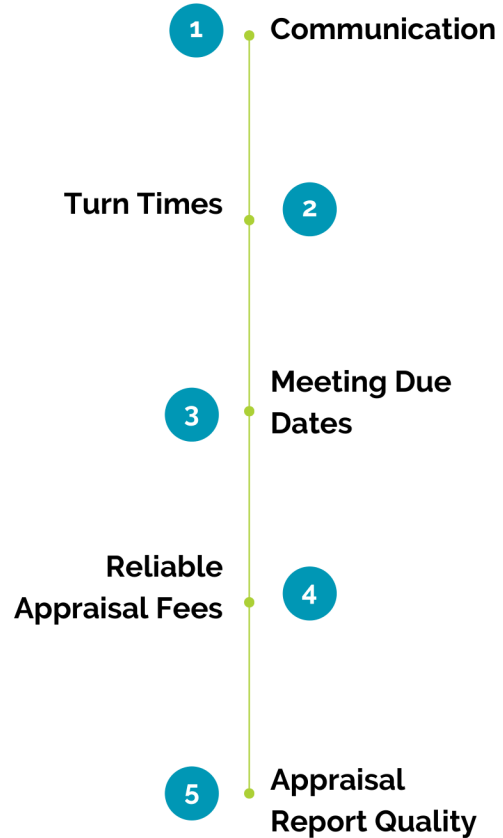 1
Communication
Turn Times
2
3
Meeting Due
Dates
Reliable
Appraisal Fees
4
5
Appraisal
Report Quality